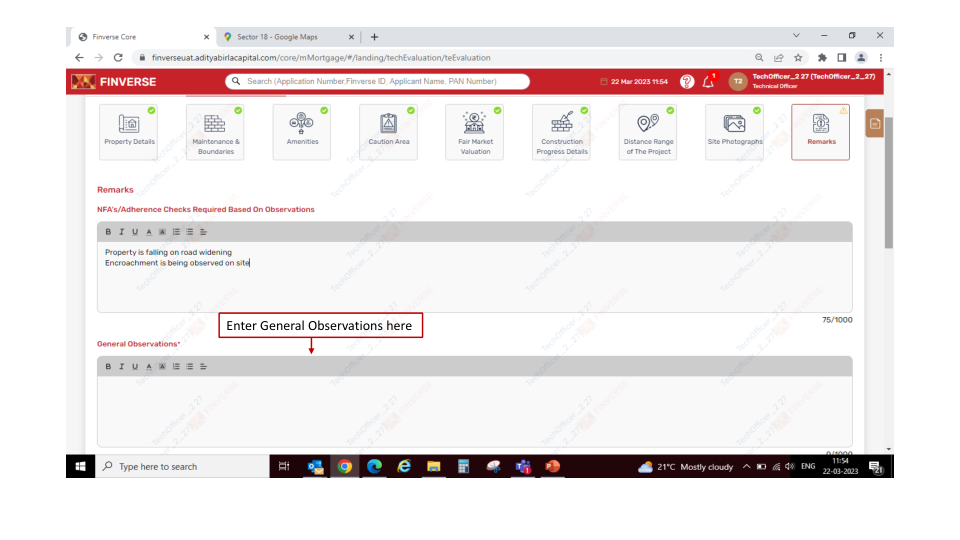 Finverse Core
Sector 18 - Google Maps
finverseuat.adityabirlacapital.com/core/mMortgage/#/landing/techEvaluation/teEvaluation
FINVERSE
Search (Application Number,Finverse ID, Applicant Name, PAN Number)
22 Mar 2023 11:54
1
T2
TechOfficer_2 27 (TechOfficer_2_27)
Technical Officer
Property Details
Maintenance &
Boundaries
Amenities
Caution Area
Fair Market
Valuation
Construction
Progress Details
Distance Range
of The Project
Site Photographs
Remarks
Remarks
NFA's/Adherence Checks Required Based On Observations
B I U A A
Property is falling on road widening
Encroachment is being observed on site
75/1000
Enter General Observations here
General Observations*
B I U A A
0/1000
Type here to search
21°C Mostly cloudy
ENG
11:54
22-03-2023
21